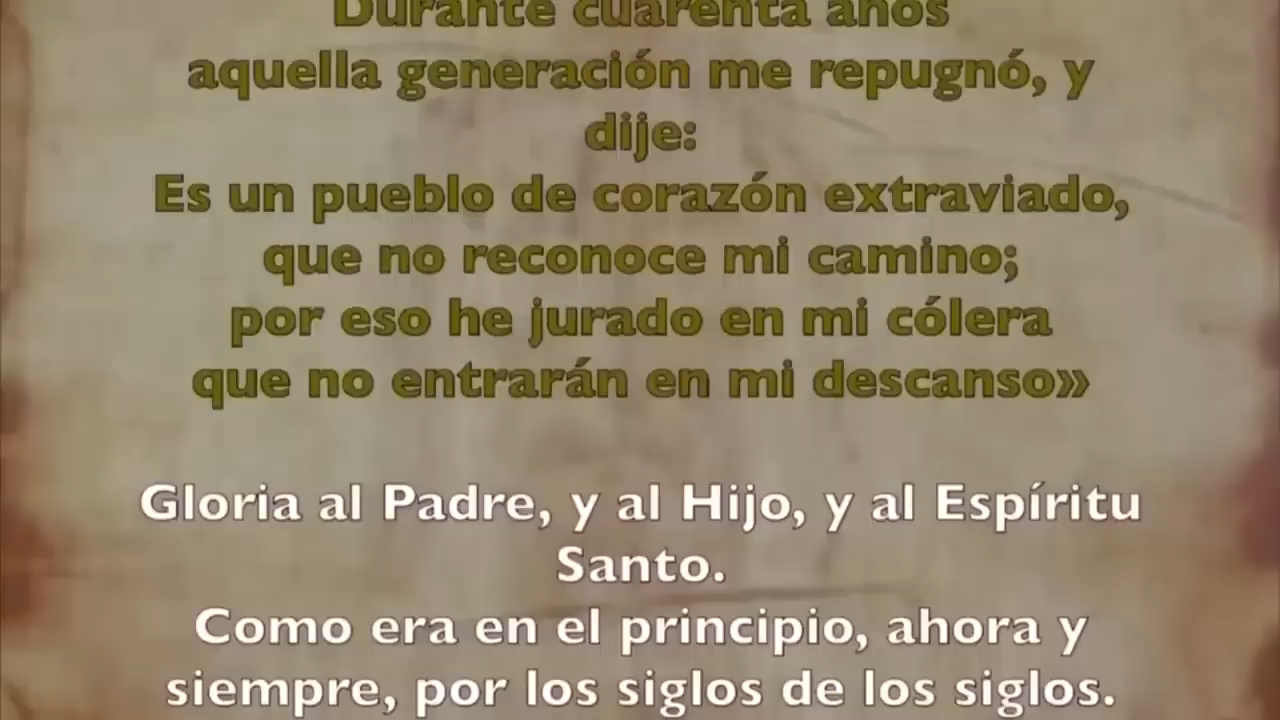 Durante cuarenta años
aquella generación me repugnó, y
dije:
Es un pueblo de corazón extraviado,
que no reconoce mi camino;
por eso he jurado en mi cólera
que no entrarán en mi descanso»
Gloria al Padre, y al Hijo, y al Espíritu
Santo.
Como era en el principio, ahora y
siempre, por los siglos de los siglos.